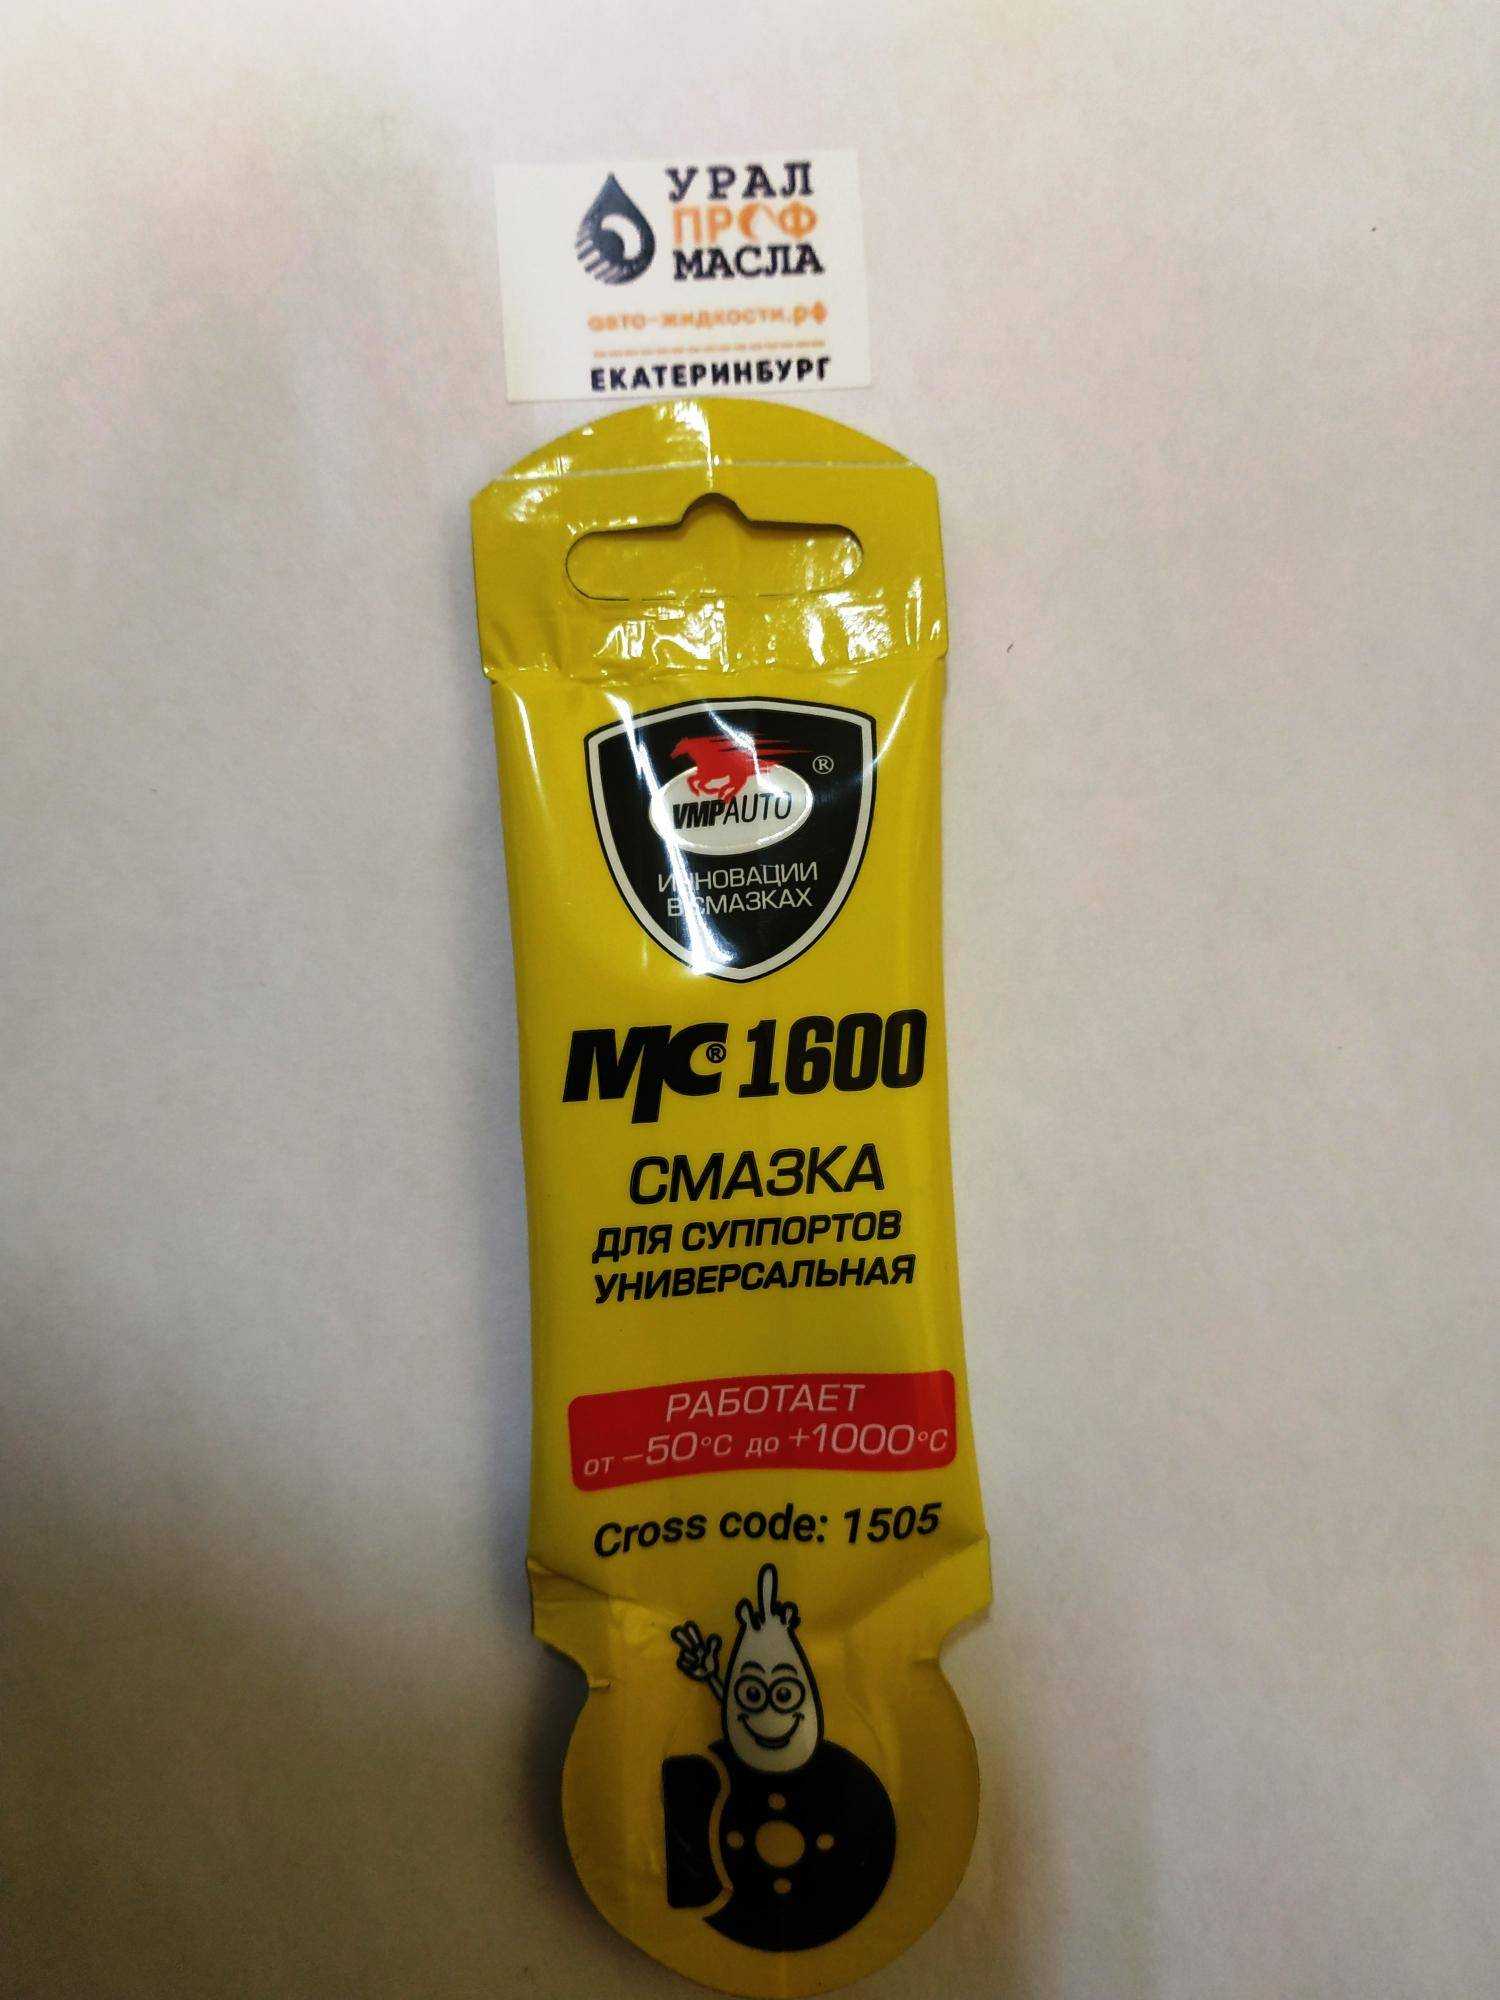 УРАЛ
ПРОФ
МАСЛА
авто-жидкости.рф
ЕКАТЕРИНБУРГ
VMPAUTO ®
ИННОВАЦИИ
В СМАЗКАХ
МС® 1600
СМАЗКА
ДЛЯ СУППОРТОВ
УНИВЕРСАЛЬНАЯ
РАБОТАЕТ
от –50°С до +1000°С
Cross code: 1505